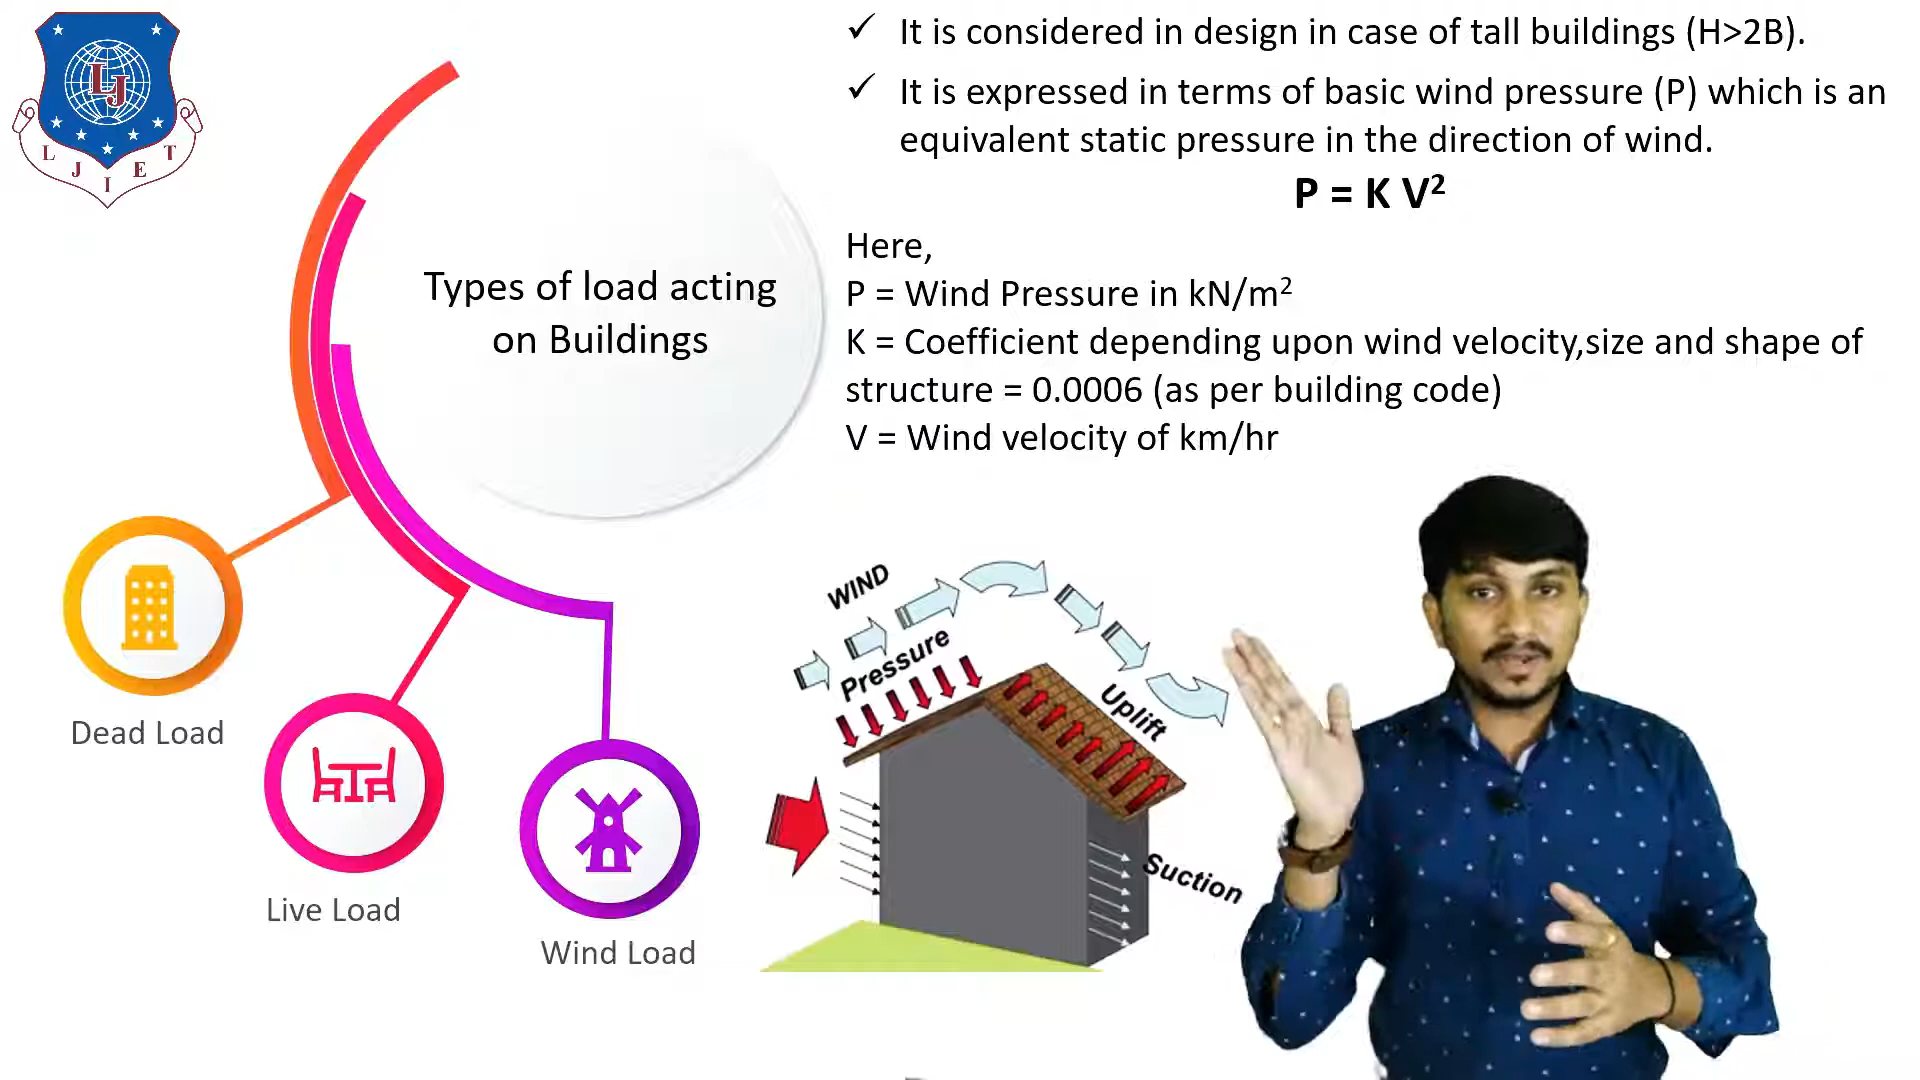 LJ
L J I E T
✓ It is considered in design in case of tall buildings (H>2B).
✓ It is expressed in terms of basic wind pressure (P) which is an
equivalent static pressure in the direction of wind.
P = K V²
Here,
P = Wind Pressure in kN/m²
K = Coefficient depending upon wind velocity,size and shape of
structure = 0.0006 (as per building code)
V = Wind velocity of km/hr
Types of load acting
on Buildings
Dead Load
Live Load
Wind Load
WIND
Pressure
Uplift
Suction